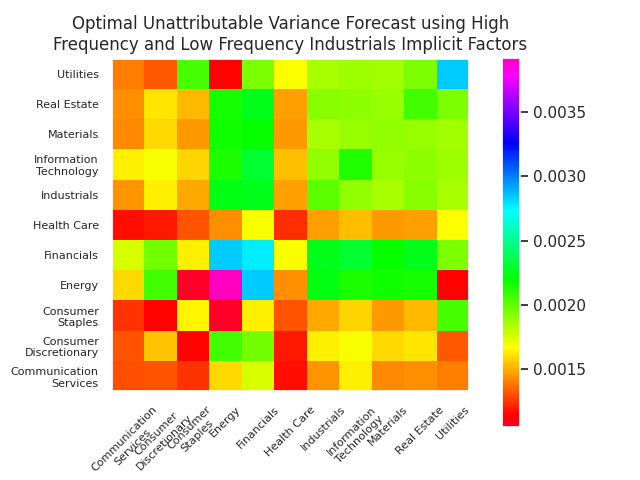 Optimal Unattributable Variance Forecast using High
Frequency and Low Frequency Industrials Implicit Factors
Utilities
Real Estate
Materials
Information
Technology
Industrials
Health Care
Financials
Energy
Consumer
Staples
Consumer
Discretionary
Communication
Services
0.0035
0.0030
0.0025
0.0020
0.0015
Communication
Services
Consumer
Discretionary
Consumer
Staples
Energy
Financials
Health Care
Industrials
Information
Technology
Materials
Real Estate
Utilities